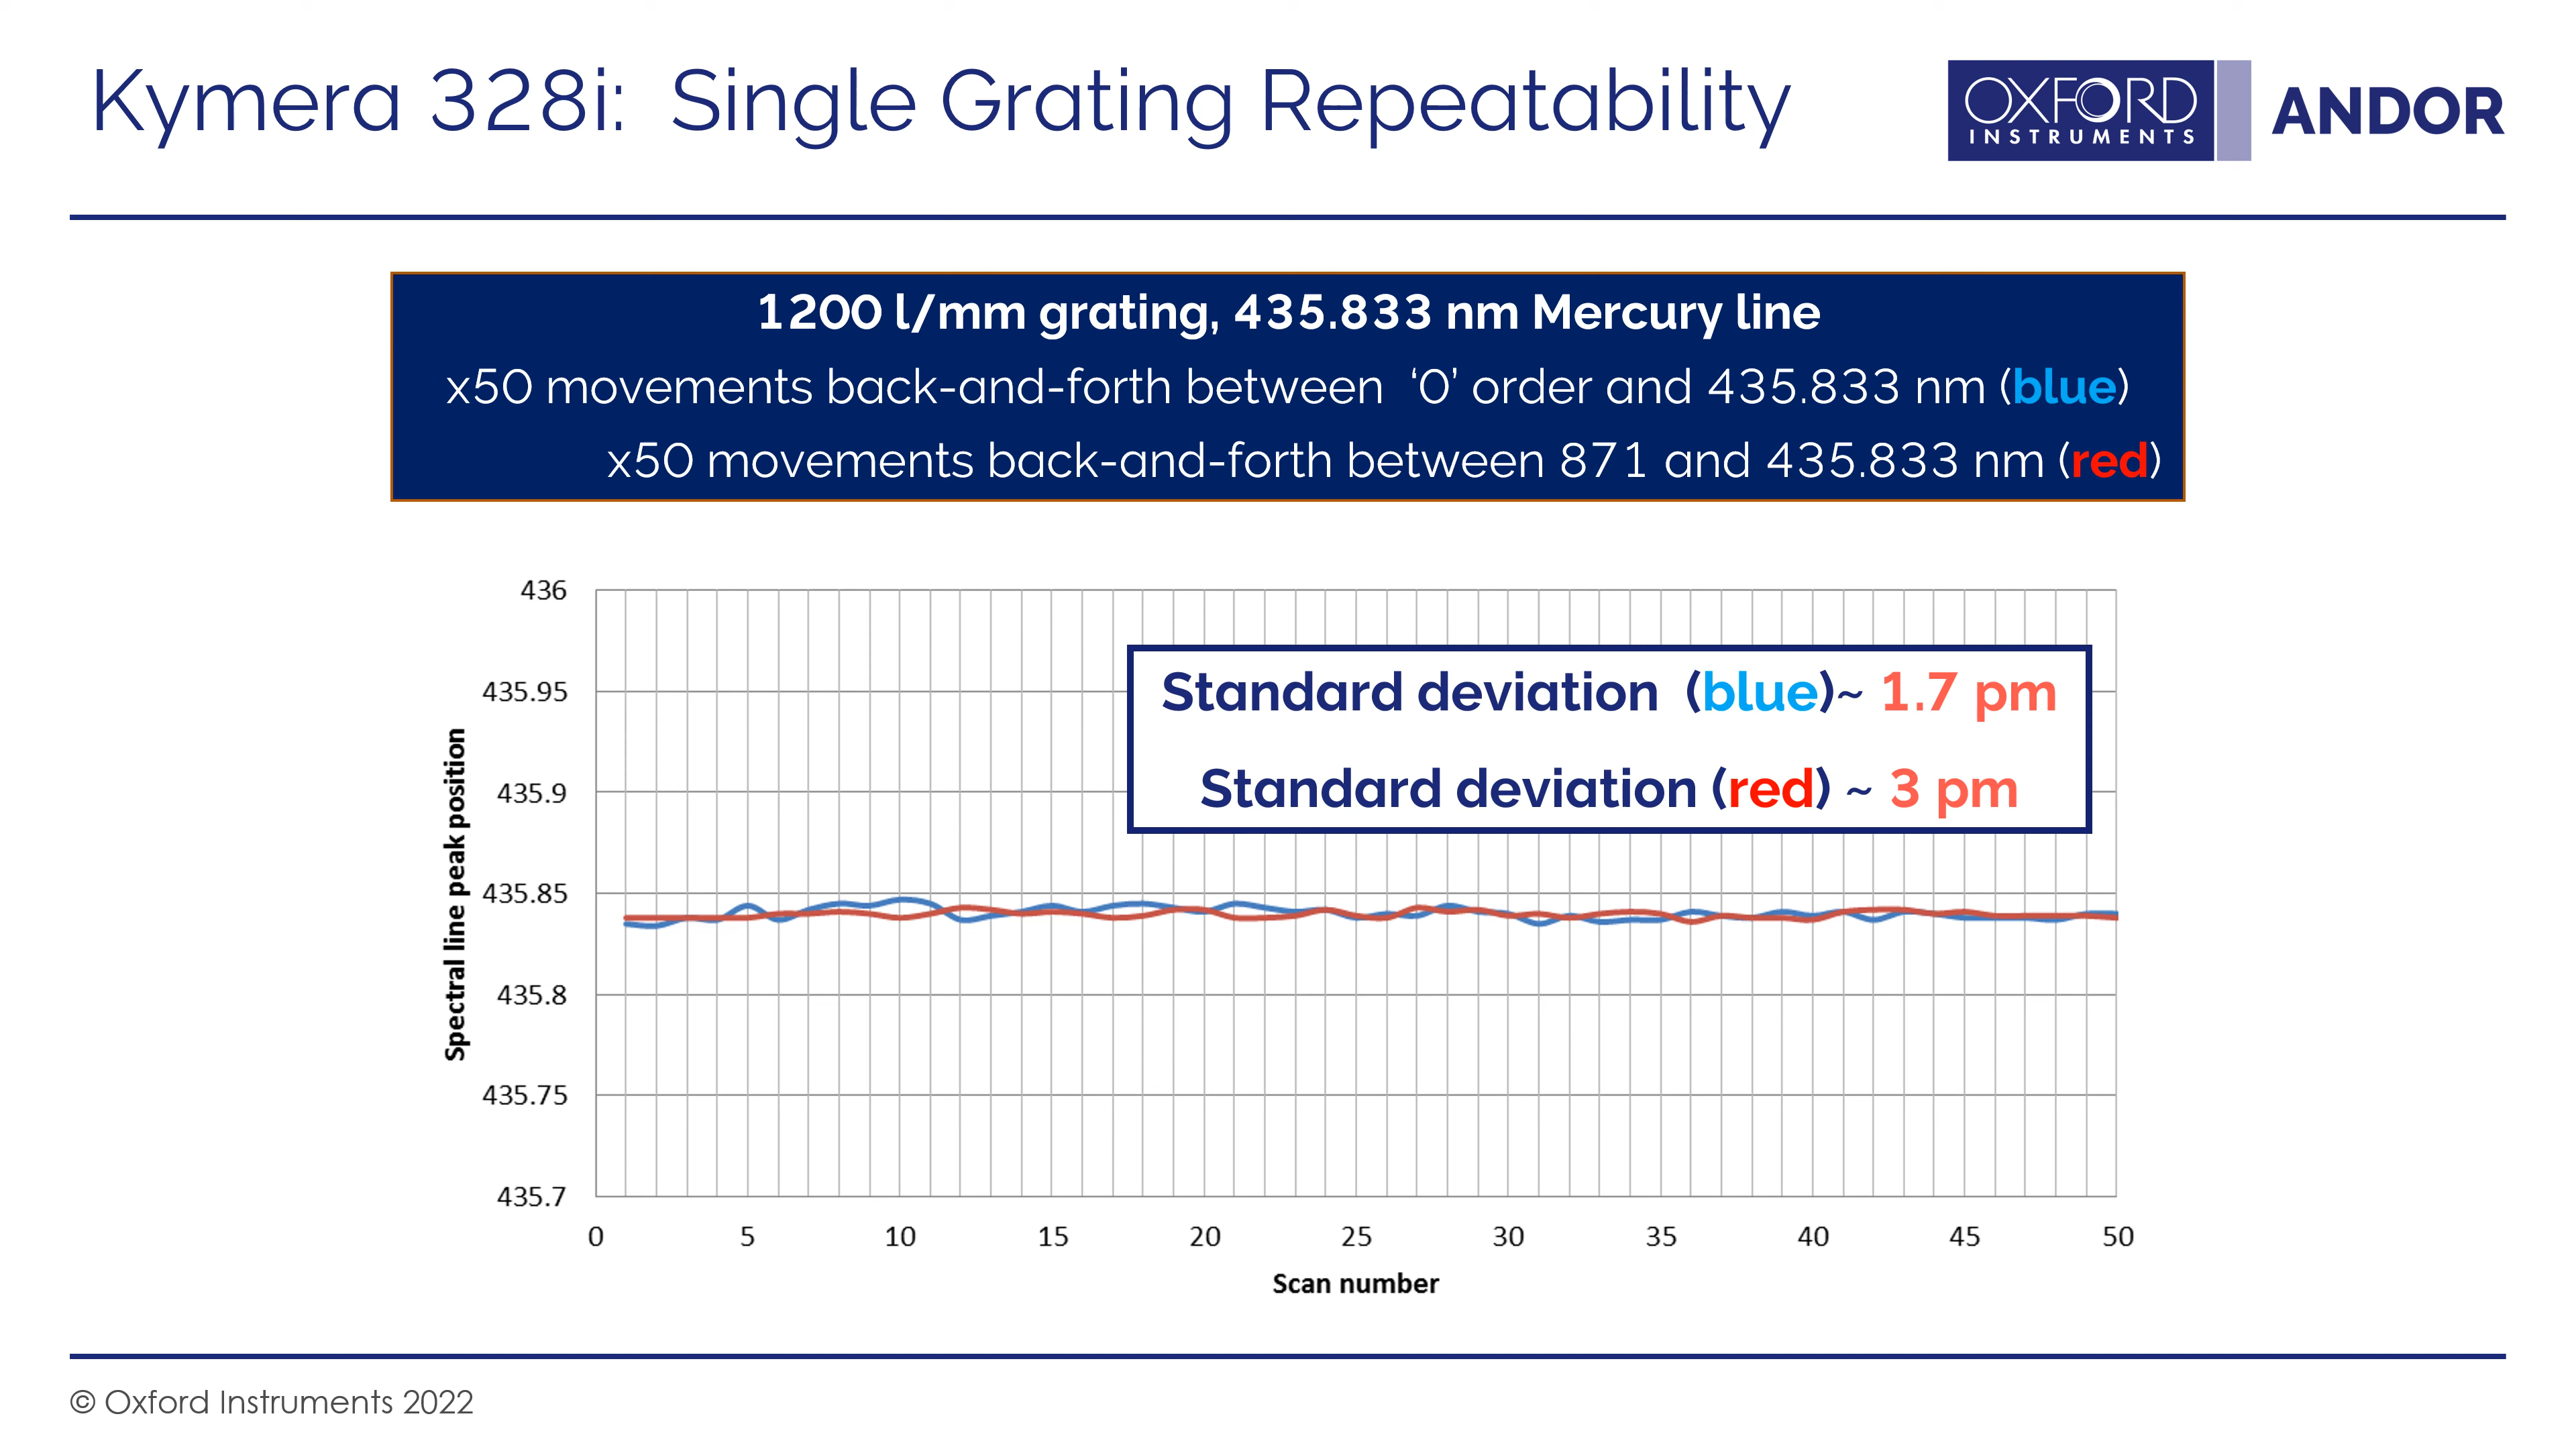 Kymera 328i:  Single Grating Repeatability
OXFORD
INSTRUMENTS
ANDOR
1200 l/mm grating, 435.833 nm Mercury line
x50 movements back-and-forth between  ‘0’ order and 435.833 nm (blue)
x50 movements back-and-forth between 871 and 435.833 nm (red)
Standard deviation  (blue)~ 1.7 pm
Standard deviation (red) ~ 3 pm
Spectral line peak position
436
435.95
435.9
435.85
435.8
435.75
435.7
0 5 10 15 20 25 30 35 40 45 50
Scan number
© Oxford Instruments 2022